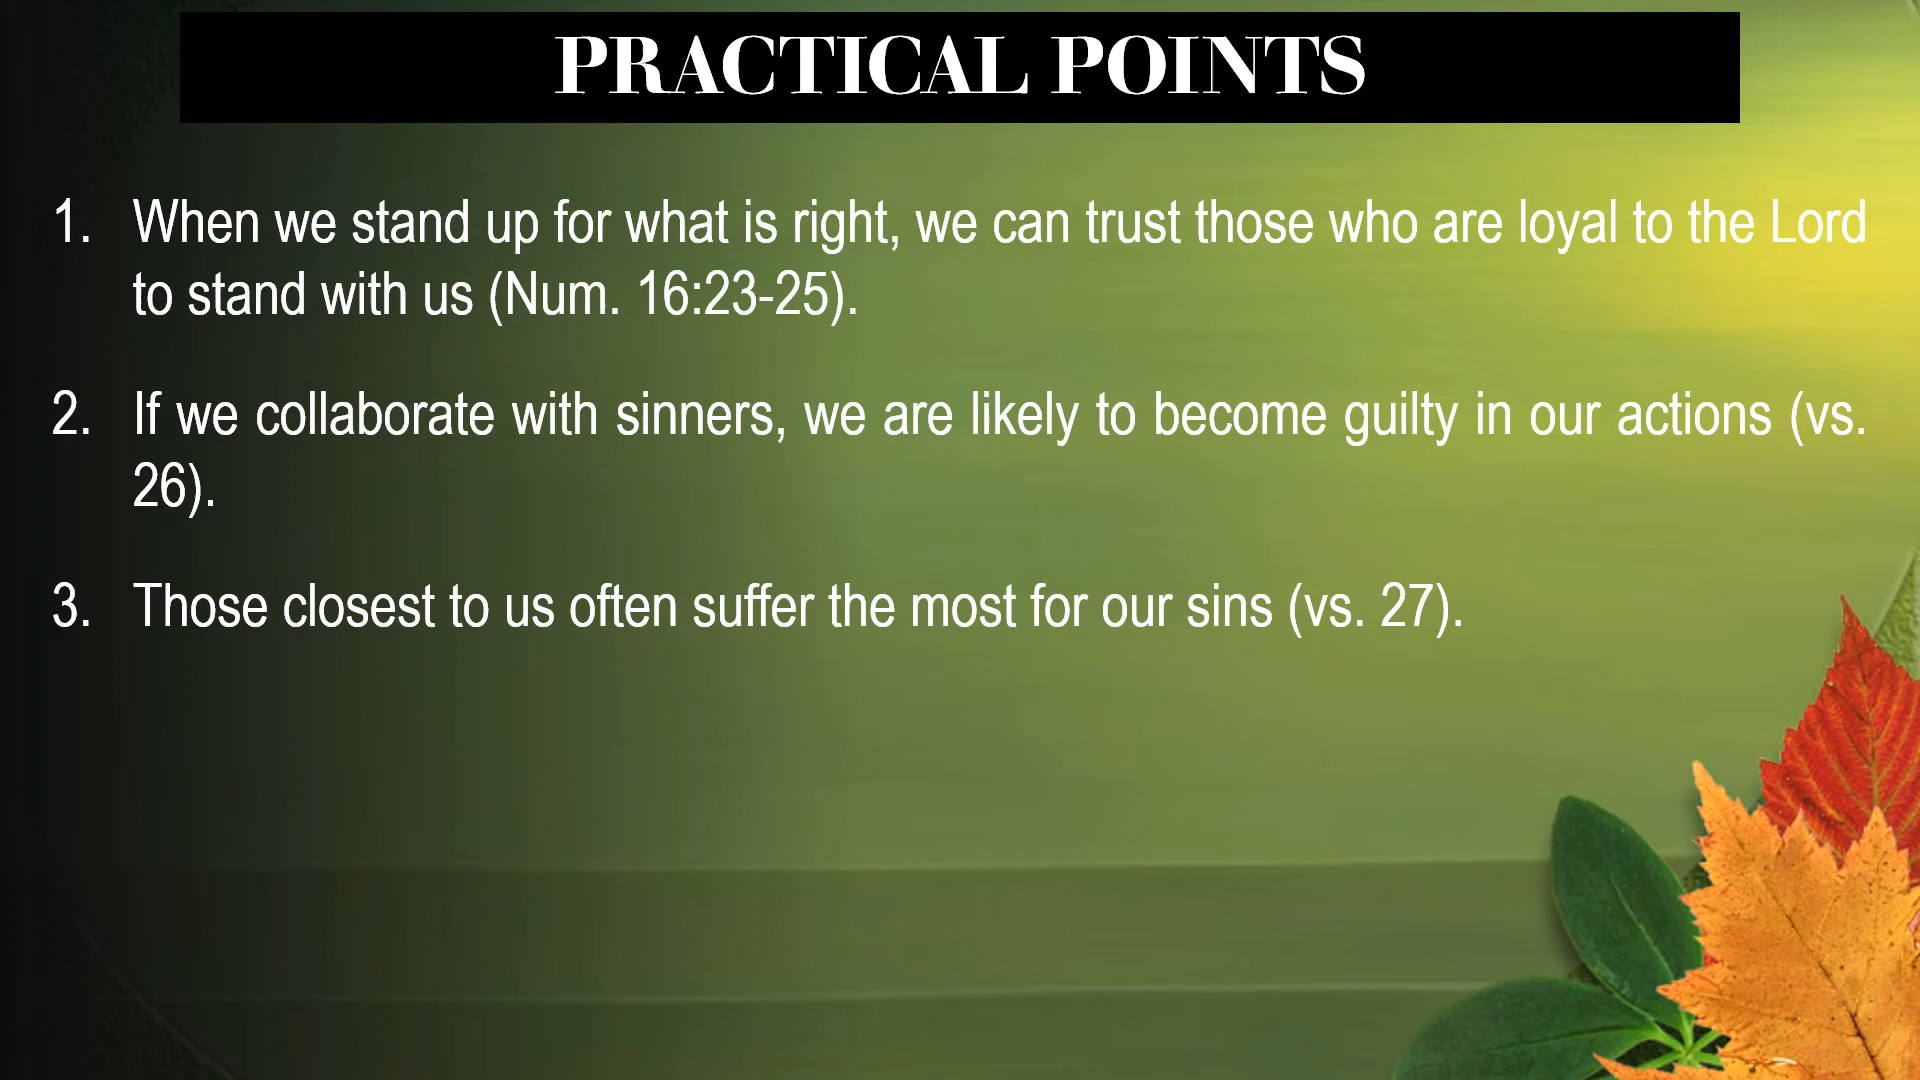 PRACTICAL POINTS
1. When we stand up for what is right, we can trust those who are loyal to the Lord
to stand with us (Num. 16:23-25).
2. If we collaborate with sinners, we are likely to become guilty in our actions (vs.
26).
3. Those closest to us often suffer the most for our sins (vs. 27).